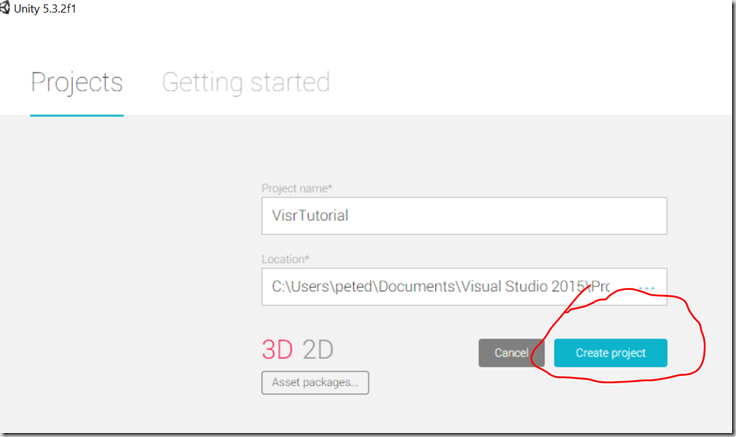 Unity 5.3.2f1
Projects Getting started
Project name*
VisrTutorial
Location*
C:\Users\peted\Documents\Visual Studio 2015\Pro ...
3D 2D Cancel Create project
Asset packages...